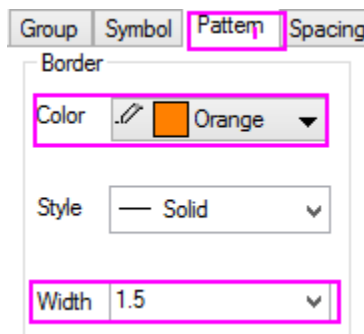 Group Symbol Pattern Spacing
Border
Color Orange
Style Solid
Width 1.5